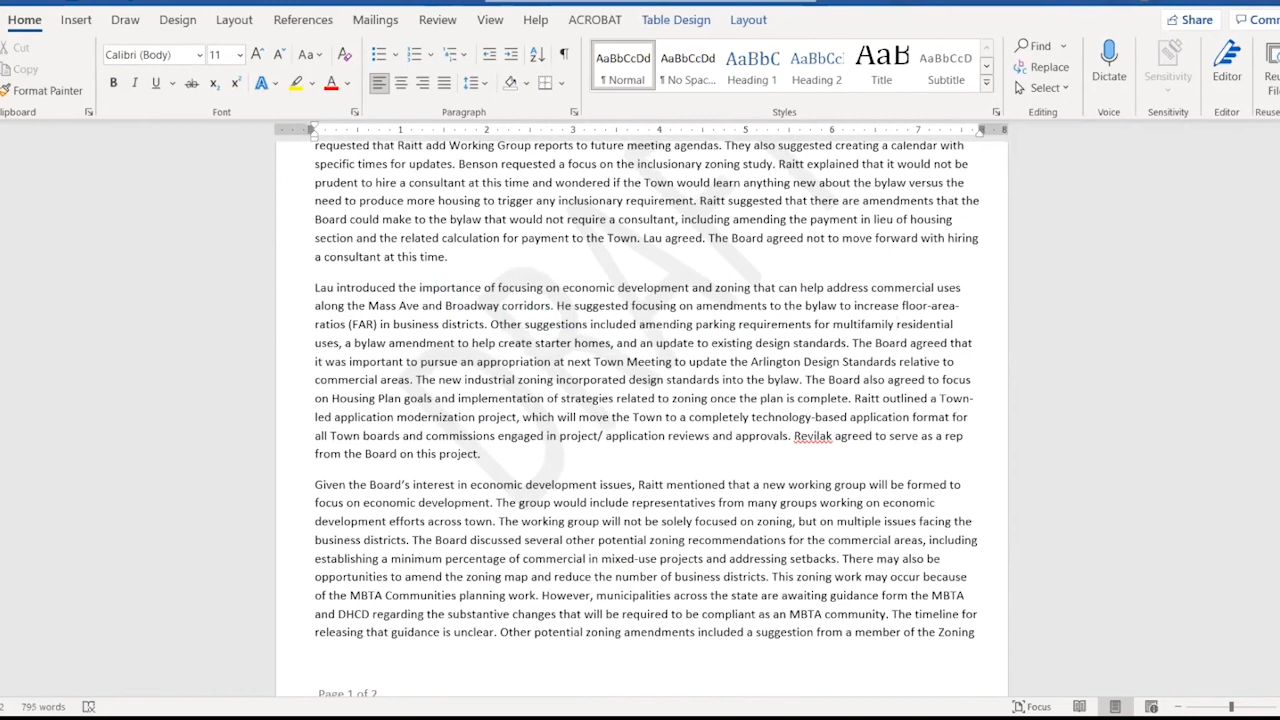 Home Insert Draw Design Layout References Mailings Review View Help ACROBAT Table Design Layout Share
Cut
Copy
Format Painter
Calibri (Body) 11
Aa
AaBbCcDd AaBbCcDd AaBbC AaBbCc AaB AaBbCcD
¶ Normal ¶ No Spac... Heading 1 Heading 2 Title Subtitle
Find
Replace
Select
Dictate
Sensitivity
Editor
Font Paragraph Styles Editing Voice Sensitivity Editor
1 2 3 4 5 6 7 8
requested that Raitt add Working Group reports to future meeting agendas. They also suggested creating a calendar with
specific times for updates. Benson requested a focus on the inclusionary zoning study. Raitt explained that it would not be
prudent to hire a consultant at this time and wondered if the Town would learn anything new about the bylaw versus the
need to produce more housing to trigger any inclusionary requirement. Raitt suggested that there are amendments that the
Board could make to the bylaw that would not require a consultant, including amending the payment in lieu of housing
section and the related calculation for payment to the Town. Lau agreed. The Board agreed not to move forward with hiring
a consultant at this time.
Lau introduced the importance of focusing on economic development and zoning that can help address commercial uses
along the Mass Ave and Broadway corridors. He suggested focusing on amendments to the bylaw to increase floor-area-
ratios (FAR) in business districts. Other suggestions included amending parking requirements for multifamily residential
uses, a bylaw amendment to help create starter homes, and an update to existing design standards. The Board agreed that
it was important to pursue an appropriation at next Town Meeting to update the Arlington Design Standards relative to
commercial areas. The new industrial zoning incorporated design standards into the bylaw. The Board also agreed to focus
on Housing Plan goals and implementation of strategies related to zoning once the plan is complete. Raitt outlined a Town-
led application modernization project, which will move the Town to a completely technology-based application format for
all Town boards and commissions engaged in project/ application reviews and approvals. Revilak agreed to serve as a rep
from the Board on this project.
Given the Board's interest in economic development issues, Raitt mentioned that a new working group will be formed to
focus on economic development. The group would include representatives from many groups working on economic
development efforts across town. The working group will not be solely focused on zoning, but on multiple issues facing the
business districts. The Board discussed several other potential zoning recommendations for the commercial areas, including
establishing a minimum percentage of commercial in mixed-use projects and addressing setbacks. There may also be
opportunities to amend the zoning map and reduce the number of business districts. This zoning work may occur because
of the MBTA Communities planning work. However, municipalities across the state are awaiting guidance form the MBTA
and DHCD regarding the substantive changes that will be required to be compliant as an MBTA community. The timeline for
releasing that guidance is unclear. Other potential zoning amendments included a suggestion from a member of the Zoning
DRAFT
Page 1 of 2
2 795 words Focus